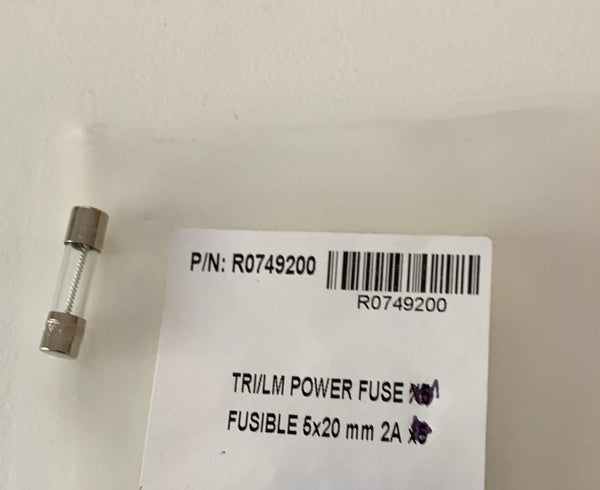 P/N: R0749200
R0749200
TRI/LM POWER FUSE
FUSIBLE 5x20 mm 2A